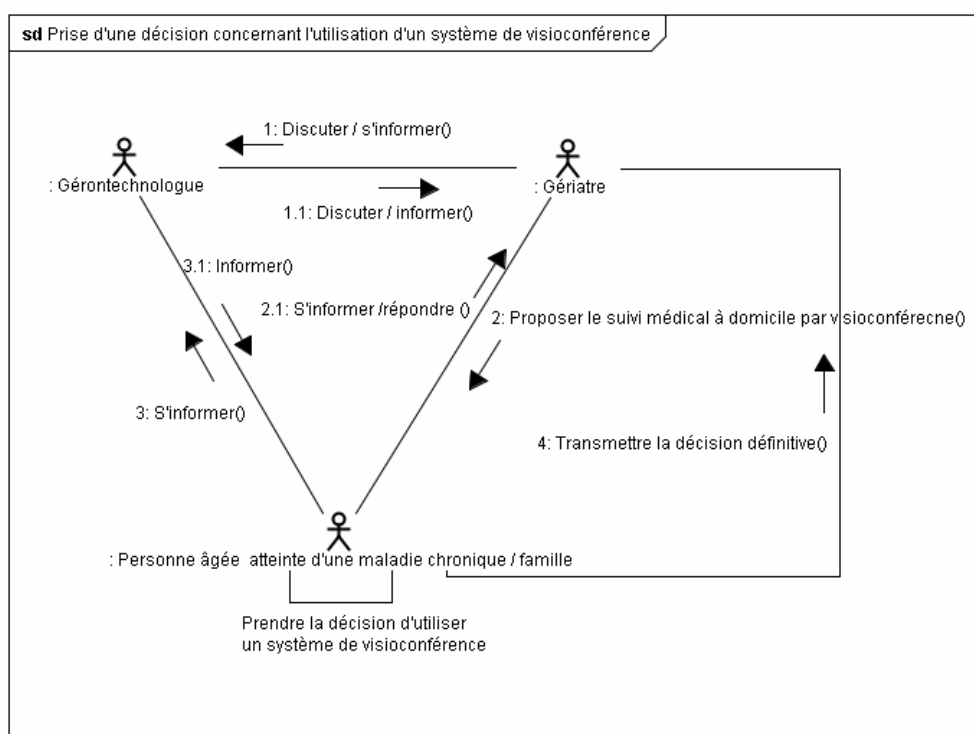 sd Prise d'une décision concernant l'utilisation d'un système de visioconférence
1: Discuter / s'informer()
: Gérontechnologue
: Gériatre
1.1: Discuter / informer()
3.1: Informer()
2.1: S'informer /répondre ()
2: Proposer le suivi médical à domicile par visioconférecne()
3: S'informer()
4: Transmettre la décision définitive()
: Personne âgée atteinte d'une maladie chronique / famille
Prendre la décision d'utiliser
un système de visioconférence